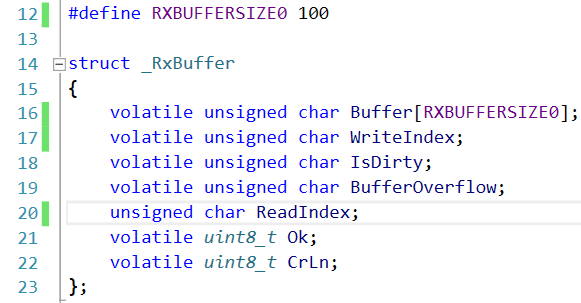 12 #define RXBUFFERSIZE0 100
13
14 struct _RxBuffer
15 {
16 volatile unsigned char Buffer[RXBUFFERSIZE0];
17 volatile unsigned char WriteIndex;
18 volatile unsigned char IsDirty;
19 volatile unsigned char BufferOverflow;
20 unsigned char ReadIndex;
21 volatile uint8_t Ok;
22 volatile uint8_t CrLn;
23 };